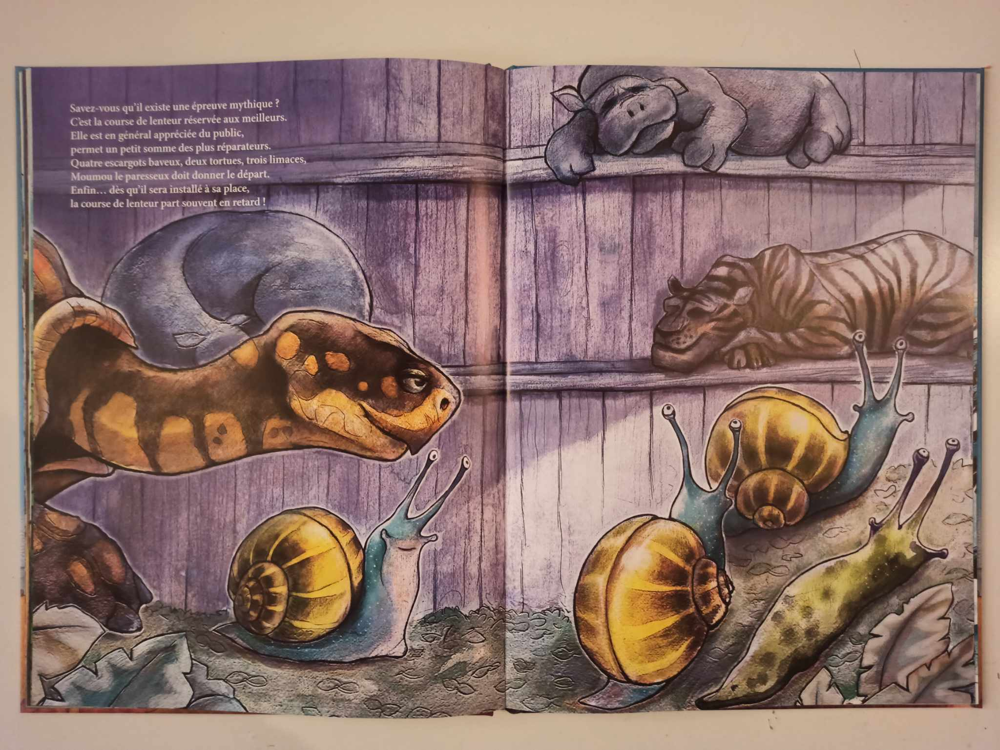 Savez-vous qu'il existe une épreuve mythique ?
C'est la course de lenteur réservée aux meilleurs.
Elle est en général appréciée du public,
permet un petit somme des plus réparateurs.
Quatre escargots baveux, deux tortues, trois limaces,
Moumou le paresseux doit donner le départ.
Enfin… dès qu'il sera installé à sa place,
la course de lenteur part souvent en retard !